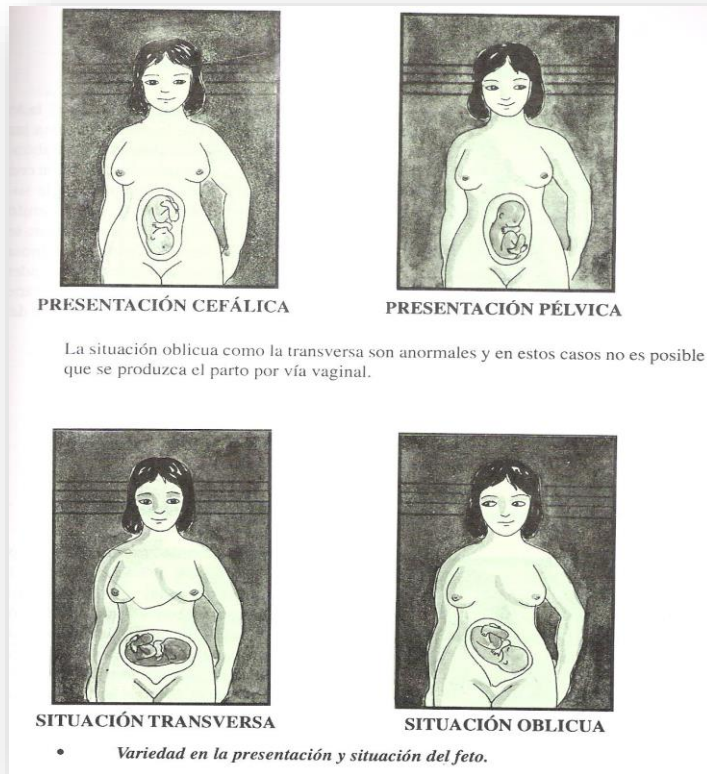 PRESENTACIÓN CEFÁLICA
PRESENTACIÓN PÉLVICA
La situación oblicua como la transversa son anormales y en estos casos no es posible
que se produzca el parto por vía vaginal.
SITUACIÓN TRANSVERSA
SITUACIÓN OBLICUA
• Variedad en la presentación y situación del feto.